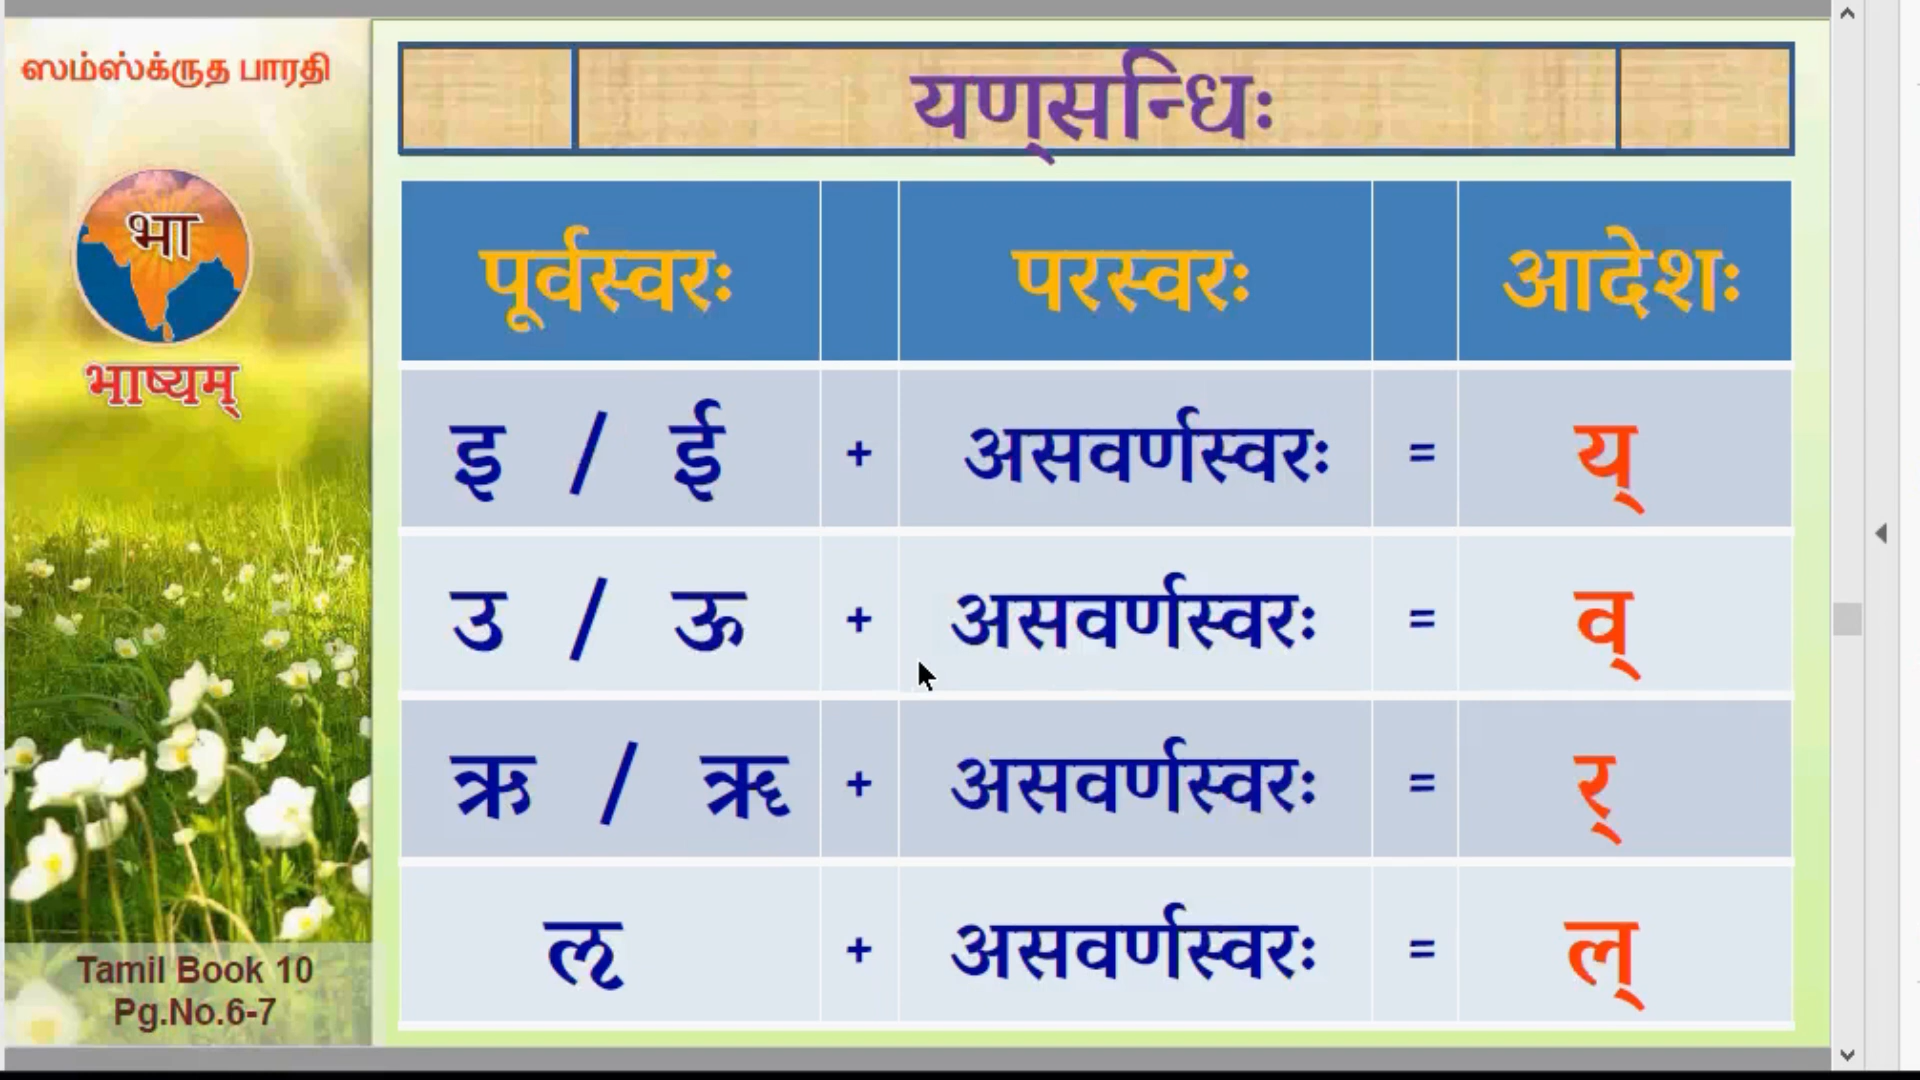 ஸம்ஸ்க்ருத பாரதி
भा
भाष्यम्
Tamil Book 10
Pg.No.6-7
यण्सन्धिः
पूर्वस्वरः परस्वरः आदेशः
इ / ई + असवर्णस्वरः = य्
उ / ऊ + असवर्णस्वरः = व्
ऋ / ॠ + असवर्णस्वरः = र्
ऌ + असवर्णस्वरः = ल्